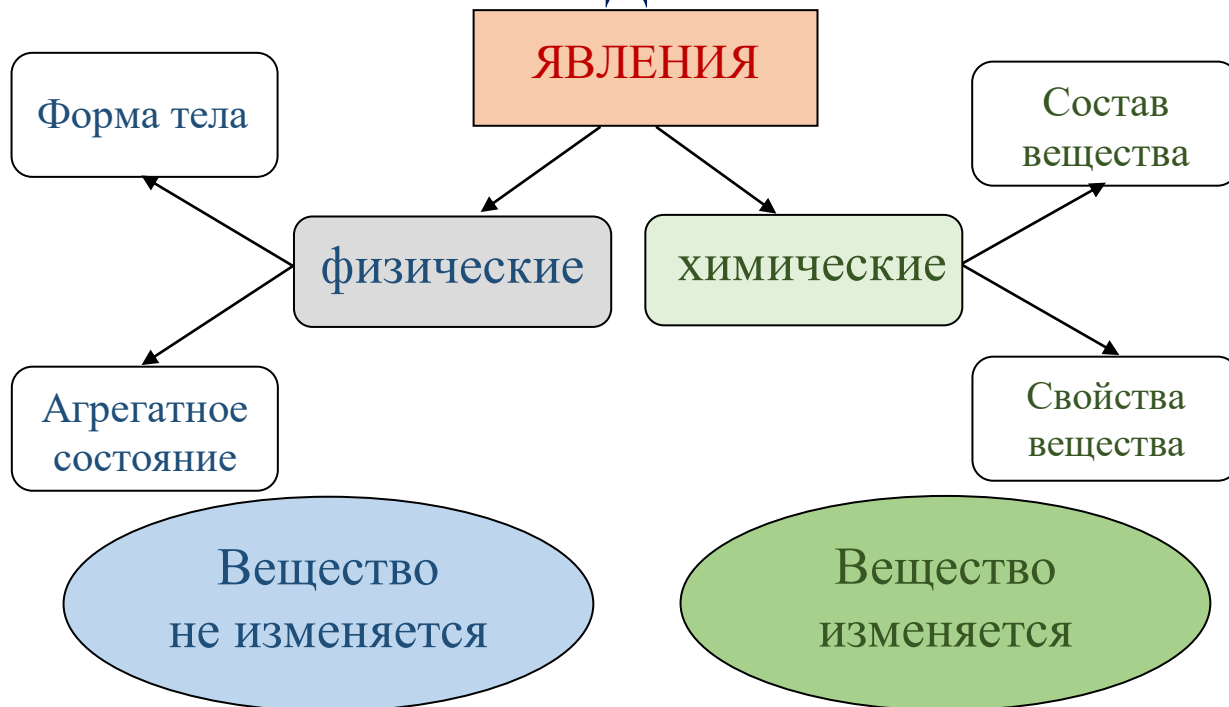 ЯВЛЕНИЯ
Форма тела
Состав
вещества
физические
химические
Агрегатное
состояние
Свойства
вещества
Вещество
не изменяется
Вещество
изменяется